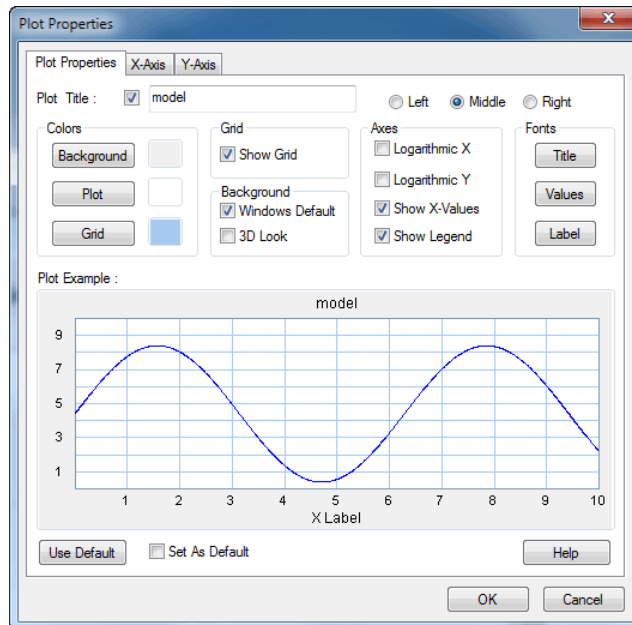 Plot Properties
Plot Properties X-Axis Y-Axis
Plot Title : model Left Middle Right
Colors Grid Axes Fonts
Background Show Grid Logarithmic X Title
Plot Background Logarithmic Y Values
Windows Default Show X-Values
Grid 3D Look Show Legend Label
Plot Example :
model
9
7
5
3
1
1 2 3 4 5 6 7 8 9 10
X Label
Use Default Set As Default Help
OK Cancel